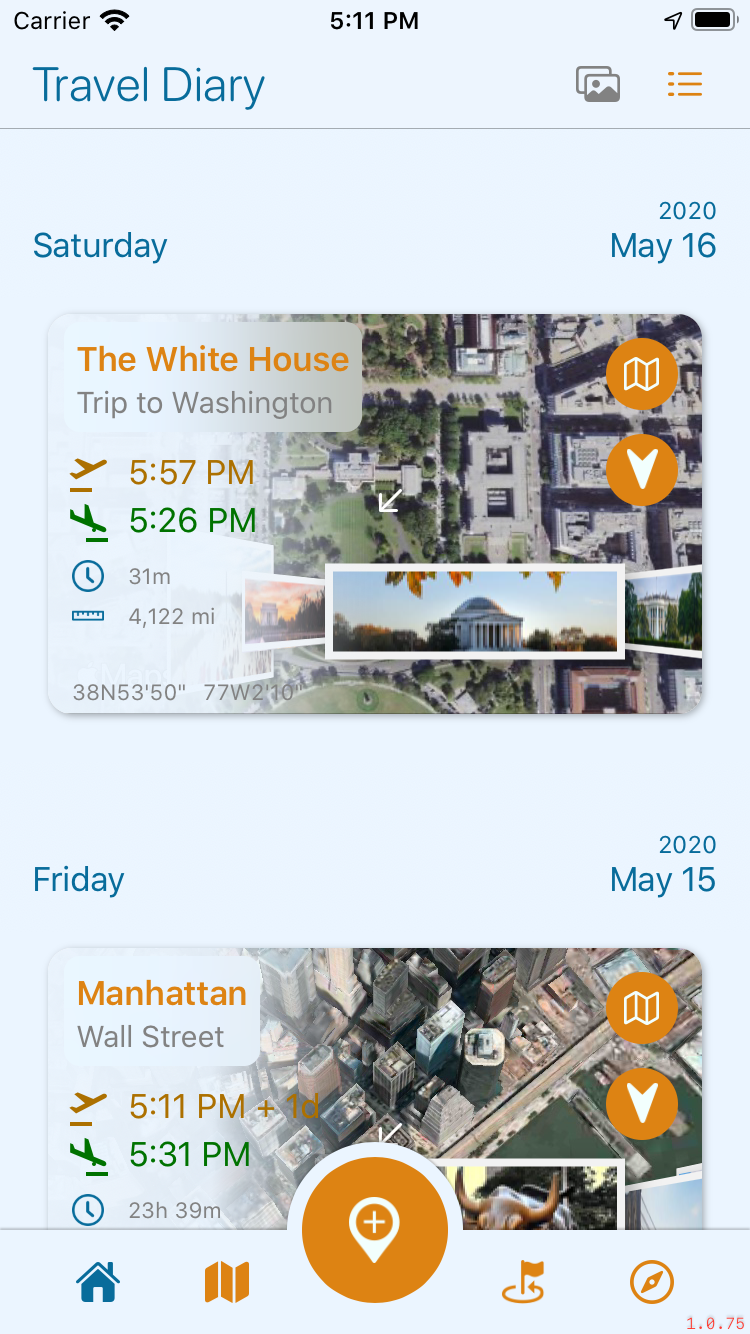 Carrier
5:11 PM
Travel Diary
2020
Saturday
May 16
The White House
Trip to Washington
5:57 PM
5:26 PM
31m
4,122 mi
Maps
38N53'50" 77W2'10"
2020
Friday
May 15
Manhattan
Wall Street
5:11 PM + 1d
5:31 PM
23h 39m
1.0.75